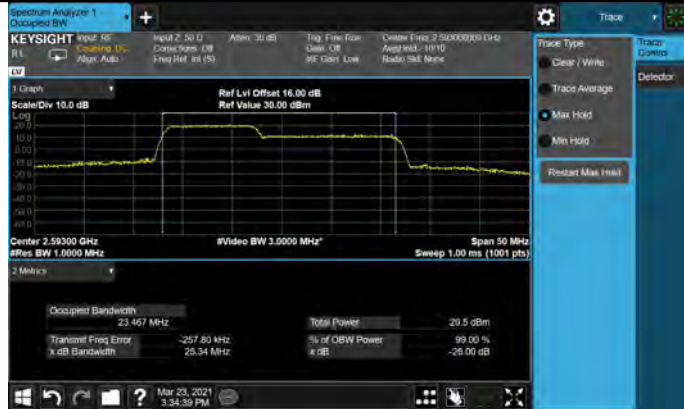 Spectrum Analyzer 1
Occupied BW
+
Trace
KEYSIGHT Input: RF
Input Z: 50 Ω
Atten: 30 dB
Trig: Free Run
Center Freq: 2.593000000 GHz
R L
Coupling: DC
Corrections: Off
Gate: Off
Avg|Hold: 10/10
Align: Auto
Freq Ref: Int (S)
#IF Gain: Low
Radio Std: None
Trace Type
Clear / Write
Trace Average
Max Hold
Min Hold
Restart Max Hold
Trace Control
Detector
1 Graph
Scale/Div 10.0 dB
Ref Lvl Offset 16.00 dB
Ref Value 30.00 dBm
Log
20.0
10.0
0.00
Center 2.59300 GHz
#Video BW 3.0000 MHz*
Span 50 MHz
#Res BW 1.0000 MHz
Sweep 1.00 ms (1001 pts)
2 Metrics
Occupied Bandwidth
23.467 MHz
Total Power
29.5 dBm
Transmit Freq Error
-257.80 kHz
% of OBW Power
99.00 %
x dB Bandwidth
25.34 MHz
x dB
-26.00 dB
?
Mar 23, 2021
3:34:39 PM